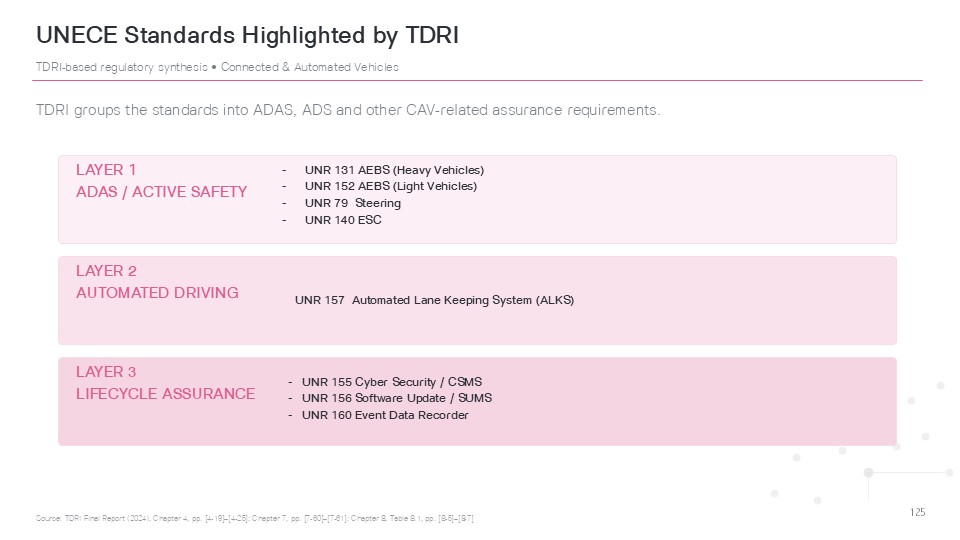 UNECE Standards Highlighted by TDRI
TDRI-based regulatory synthesis • Connected & Automated Vehicles
TDRI groups the standards into ADAS, ADS and other CAV-related assurance requirements.
LAYER 1
ADAS / ACTIVE SAFETY
- UNR 131 AEBS (Heavy Vehicles)
- UNR 152 AEBS (Light Vehicles)
- UNR 79 Steering
- UNR 140 ESC
LAYER 2
AUTOMATED DRIVING
UNR 157 Automated Lane Keeping System (ALKS)
LAYER 3
LIFECYCLE ASSURANCE
- UNR 155 Cyber Security / CSMS
- UNR 156 Software Update / SUMS
- UNR 160 Event Data Recorder
Source: TDRI Final Report (2024), Chapter 4, pp. [4-19]–[4-25]; Chapter 7, pp. [7-60]–[7-61]; Chapter 8, Table 8.1, pp. [8-5]–[8-7]
125